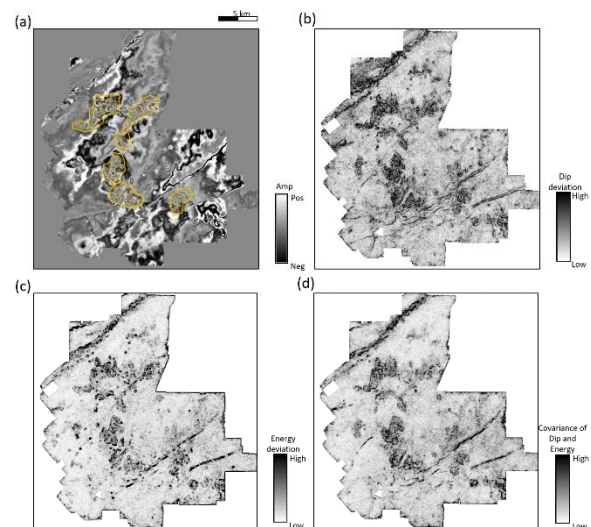 (a)
5 km
(b)
Amp
Pos
Neg
Dip
deviation
High
Low
(c)
(d)
Energy
deviation
High
Low
Covariance of
Dip and
Energy
High
Low